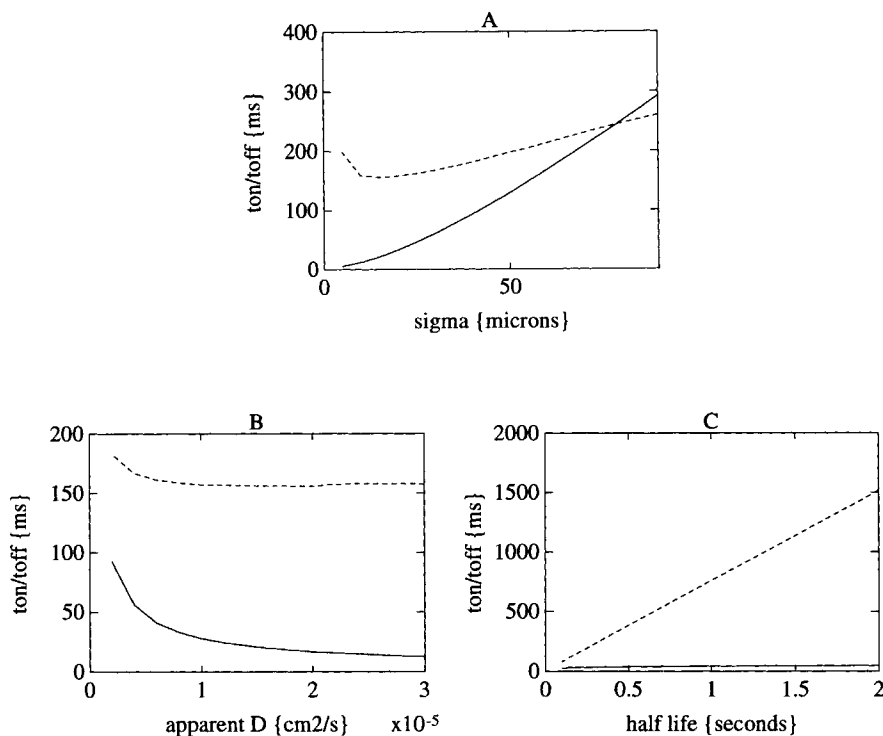 A
400
300
200
100
0
ton/toff {ms}
0
50
sigma {microns}
B
200
150
100
50
0
ton/toff {ms}
0
1
2
3
apparent D {cm2/s}
x10-5
C
2000
1500
1000
500
0
ton/toff {ms}
0
0.5
1
1.5
2
half life {seconds}